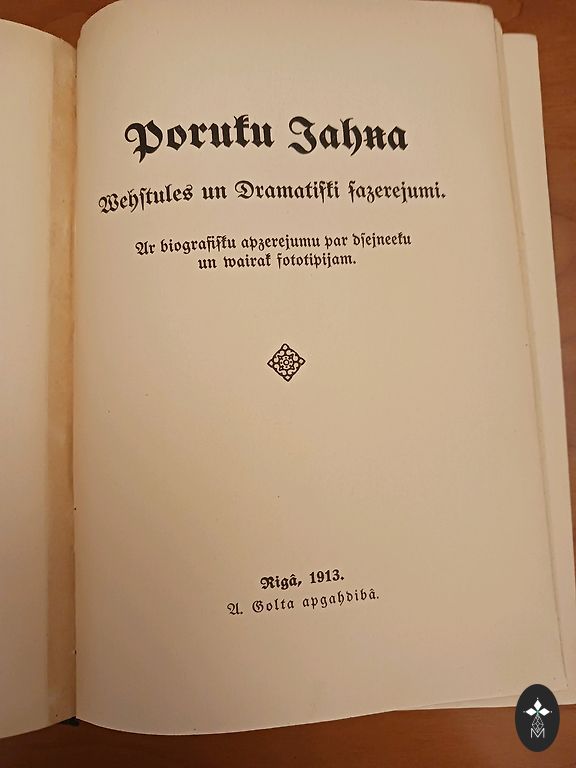 Poruku Jahna
Wehſtules un Dramatiſki ſazerejumi.
Ar biografiſku apzerejumu par dſejneeku
un wairak fototipijam.
Rigâ, 1913.
A. Golta apgahdibâ.
M